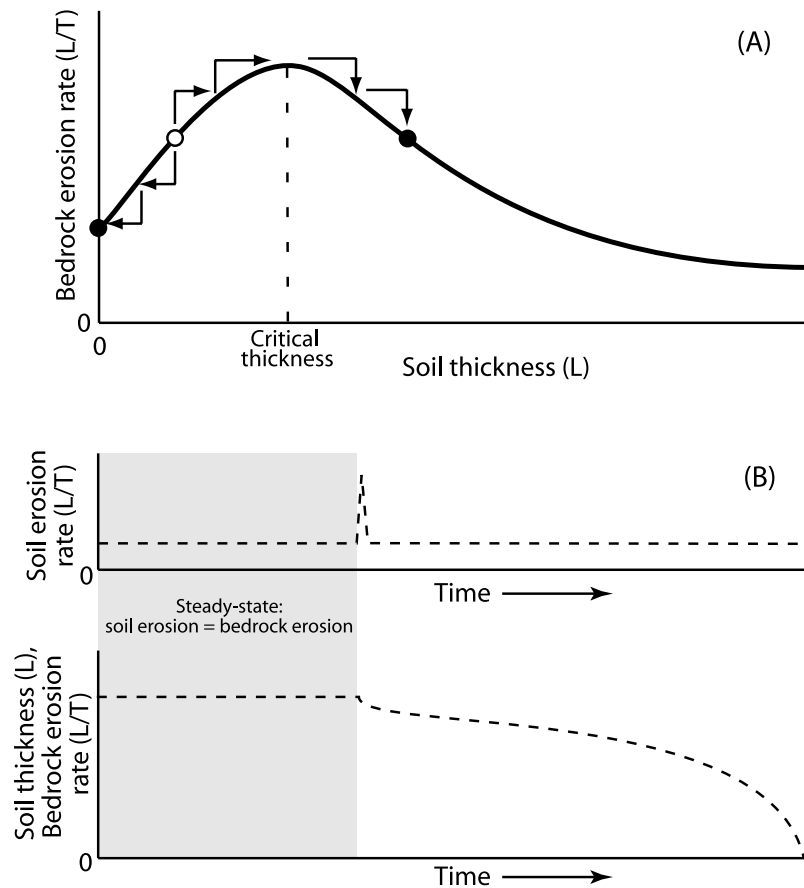 (A)
Bedrock erosion rate (L/T)
0
0
Critical
thickness
Soil thickness (L)
(B)
Soil erosion
rate (L/T)
0
Time
Steady-state:
soil erosion = bedrock erosion
Soil thickness (L),
Bedrock erosion
rate (L/T)
0
Time